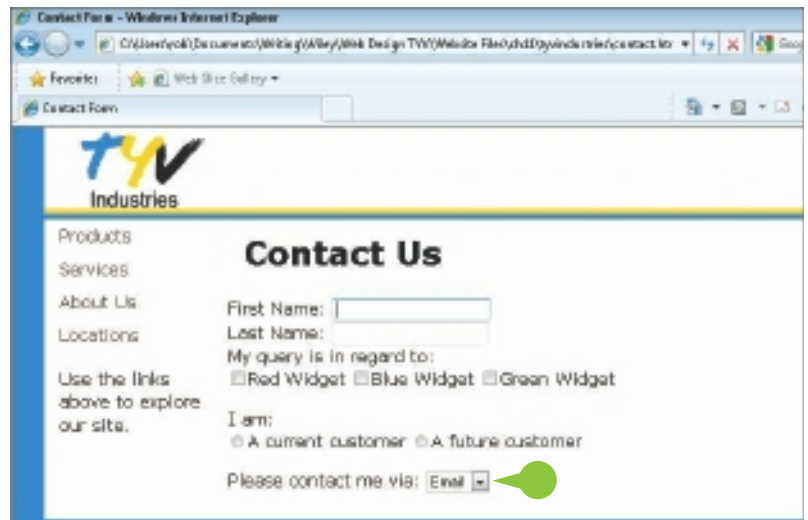 Contact Form - Windows Internet Explorer
Favorites Web Slice Gallery
Contact Form
TYV
Industries
Products
Services
About Us
Locations
Use the links
above to explore
our site.
Contact Us
First Name:
Last Name:
My query is in regard to:
Red Widget Blue Widget Green Widget
I am:
A current customer A future customer
Please contact me via: Email